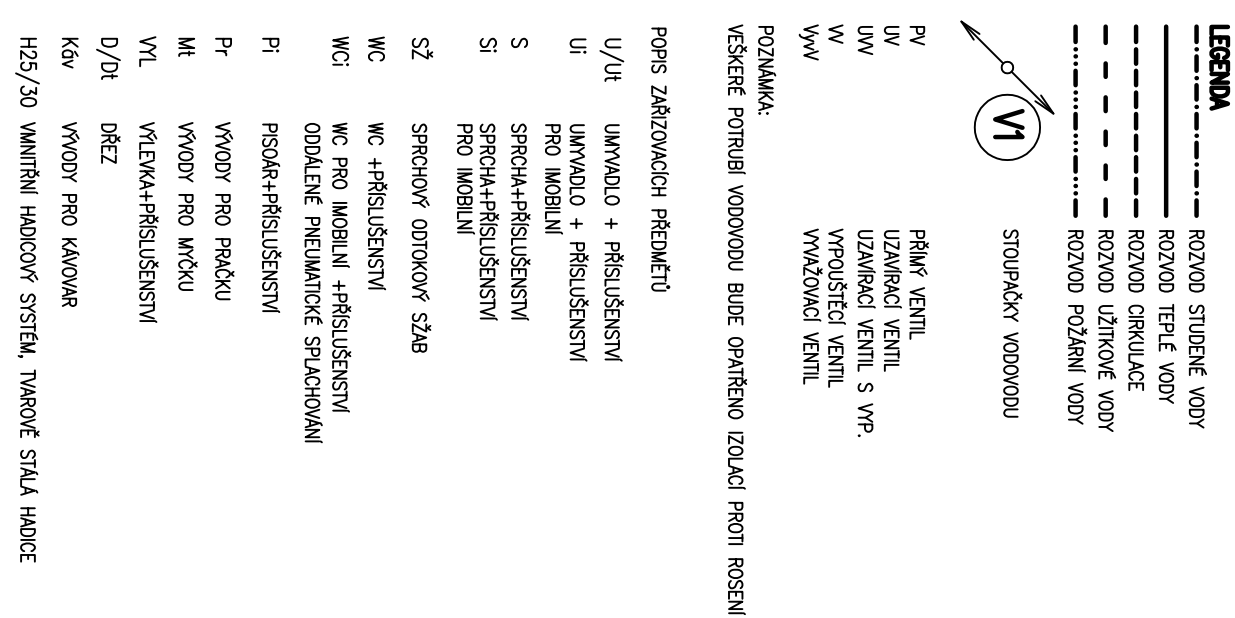 LEGENDA
ROZVOD STUDENÉ VODY
ROZVOD TEPLÉ VODY
ROZVOD CIRKULACE
ROZVOD UŽITKOVÉ VODY
ROZVOD POŽÁRNÍ VODY
V1 STOUPAČKY VODOVODU
PV PŘÍMÝ VENTIL
UV UZAVÍRACÍ VENTIL
UVV UZAVÍRACÍ VENTIL S VYP.
VV VYPOUŠTĚCÍ VENTIL
Vyvl VYVAŽOVACÍ VENTIL
POZNÁMKA:
VEŠKERÉ POTRUBÍ VODOVODU BUDE OPATŘENO IZOLACÍ PROTI ROSENÍ
POPIS ZAŘIZOVACÍCH PŘEDMĚTŮ
U/Ut UMYVADLO + PŘÍSLUŠENSTVÍ
Ui UMYVADLO + PŘÍSLUŠENSTVÍ
PRO IMOBILNÍ
S SPRCHA+PŘÍSLUŠENSTVÍ
Si SPRCHA+PŘÍSLUŠENSTVÍ
PRO IMOBILNÍ
SŽ SPRCHOVÝ ODTOKOVÝ SŽAB
WC WC +PŘÍSLUŠENSTVÍ
WCi WC PRO IMOBILNÍ +PŘÍSLUŠENSTVÍ
ODDÁLENÉ PNEUMATICKÉ SPLACHOVÁNÍ
Pi PISOÁR+PŘÍSLUŠENSTVÍ
Pr VÝVODY PRO PRAČKU
Mt VÝVODY PRO MYČKU
VYL VÝLEVKA+PŘÍSLUŠENSTVÍ
D/Dt DŘEZ
Káv VÝVODY PRO KÁVOVAR
H25/30 VMNITŘNÍ HADICOVÝ SYSTÉM, TVAROVĚ STÁLÁ HADICE